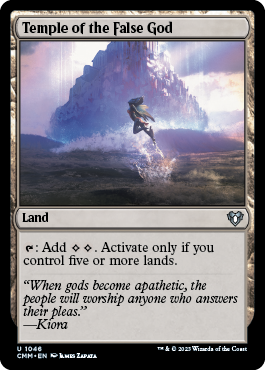 Temple of the False God
Land
: Add ◇◇. Activate only if you
control five or more lands.
“When gods become apathetic, the
people will worship anyone who answers
their pleas.”
—Kiora
U 1046
CMM • EN Jewes Zapata
™ & © 2023 Wizards of the Coast